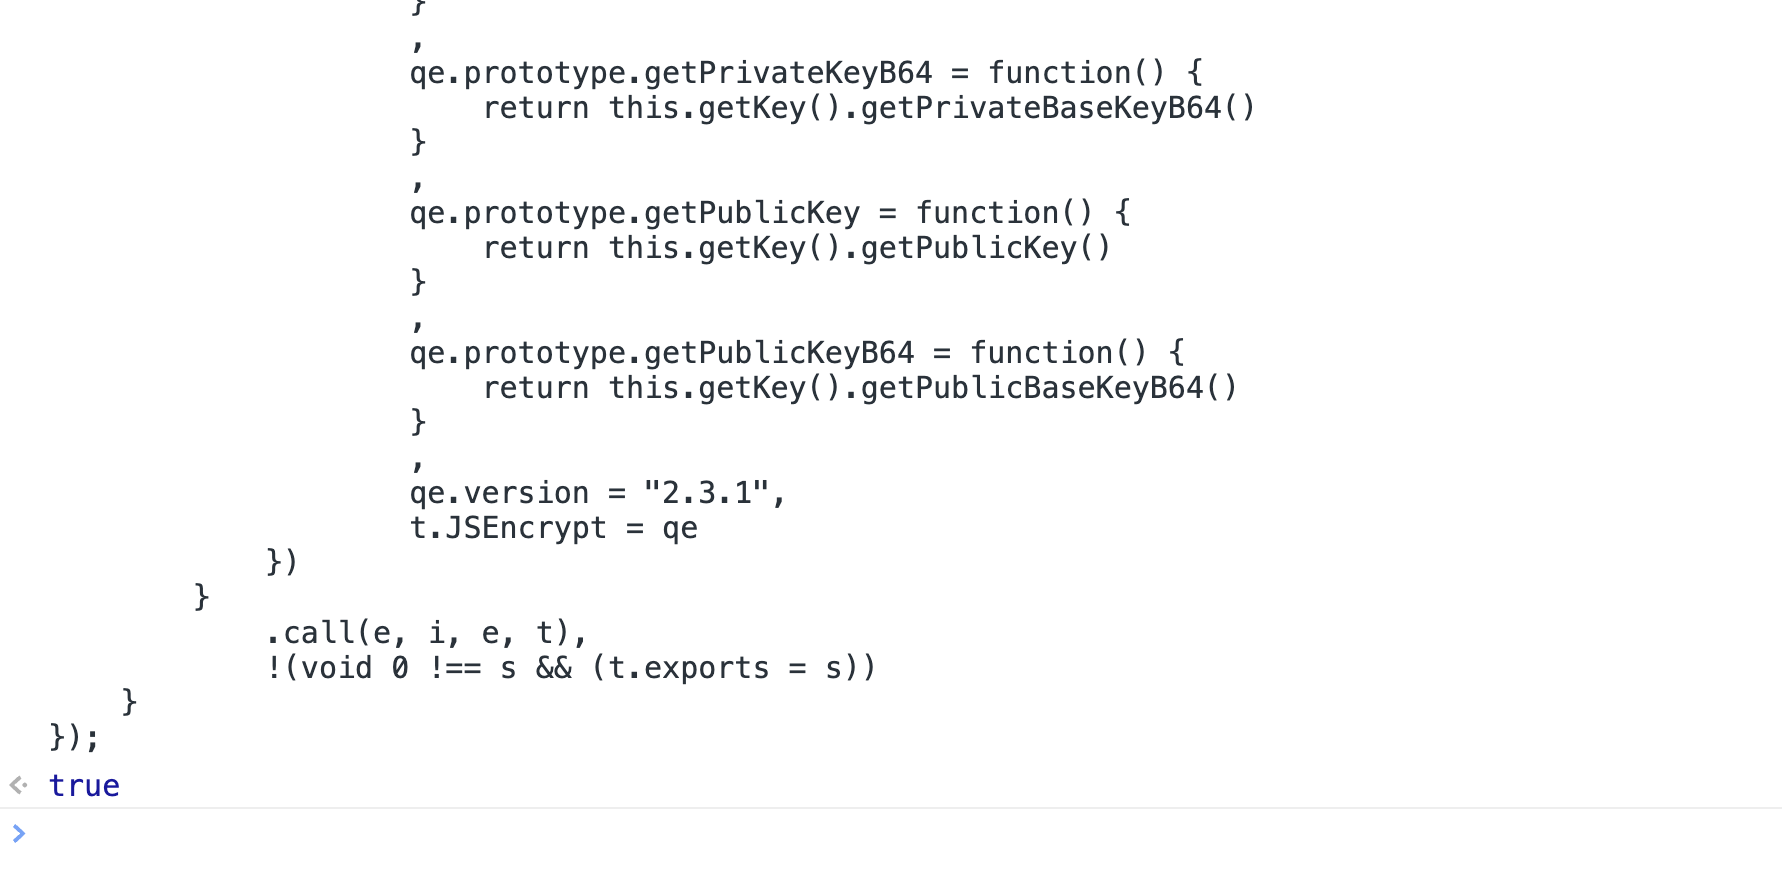 }
,
qe.prototype.getPrivateKeyB64 = function() {
return this.getKey().getPrivateBaseKeyB64()
}
,
qe.prototype.getPublicKey = function() {
return this.getKey().getPublicKey()
}
,
qe.prototype.getPublicKeyB64 = function() {
return this.getKey().getPublicBaseKeyB64()
}
,
qe.version = "2.3.1",
t.JSEncrypt = qe
})
}
.call(e, i, e, t),
!(void 0 !== s && (t.exports = s))
}
});
true